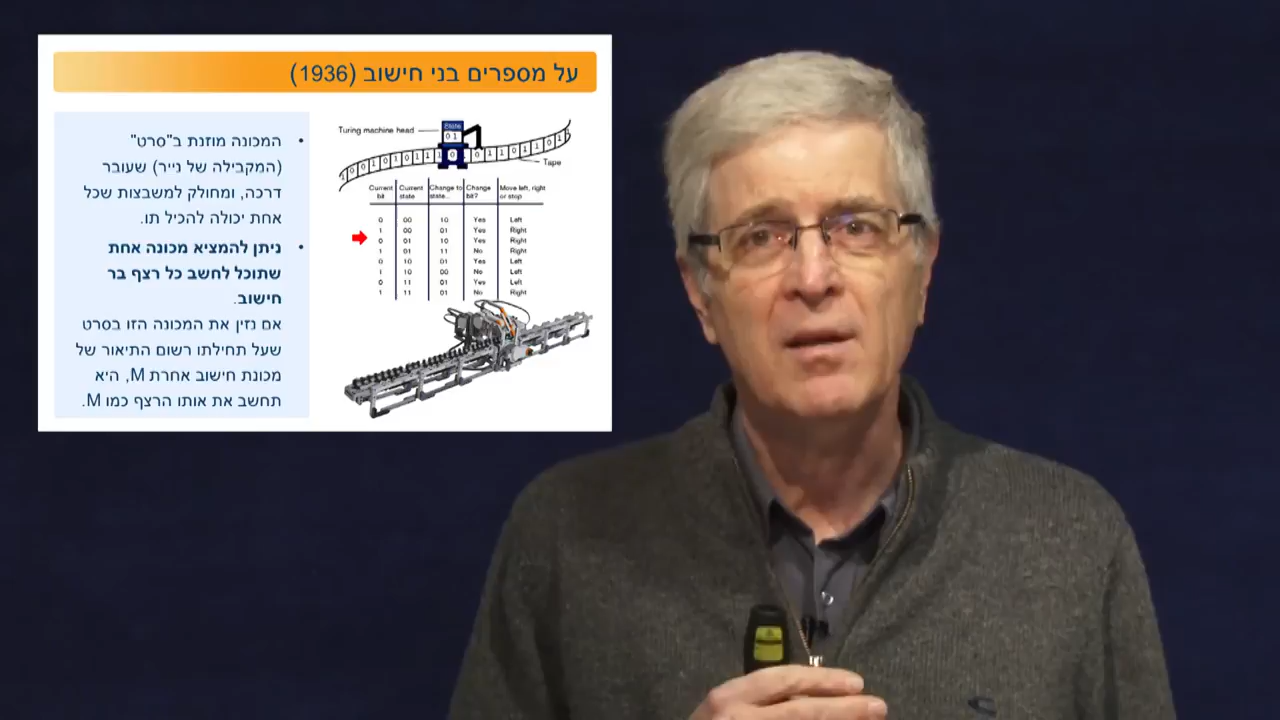 על מספרים בני חישוב (1936)
• המכונה מוזנת ב"סרט"
(המקבילה של נייר) שעובר
דרכה, ומחולק למשבצות שכל
אחת יכולה להכיל תו.
• ניתן להמציא מכונה אחת
שתוכל לחשב כל רצף בר
חישוב.
אם נזין את המכונה הזו בסרט
שעל תחילתו רשום התיאור של
מכונת חישוב אחרת M, היא
תחשב את אותו הרצף כמו M.
Turing machine head
State
0 1
Tape
Current bit Current state Change to state... Change bit? Move left, right or stop
0 00 10 Yes Left
1 00 01 Yes Right
0 01 10 Yes Right
1 01 11 No Right
0 10 01 Yes Left
1 10 00 No Left
0 11 01 Yes Left
1 11 01 No Right